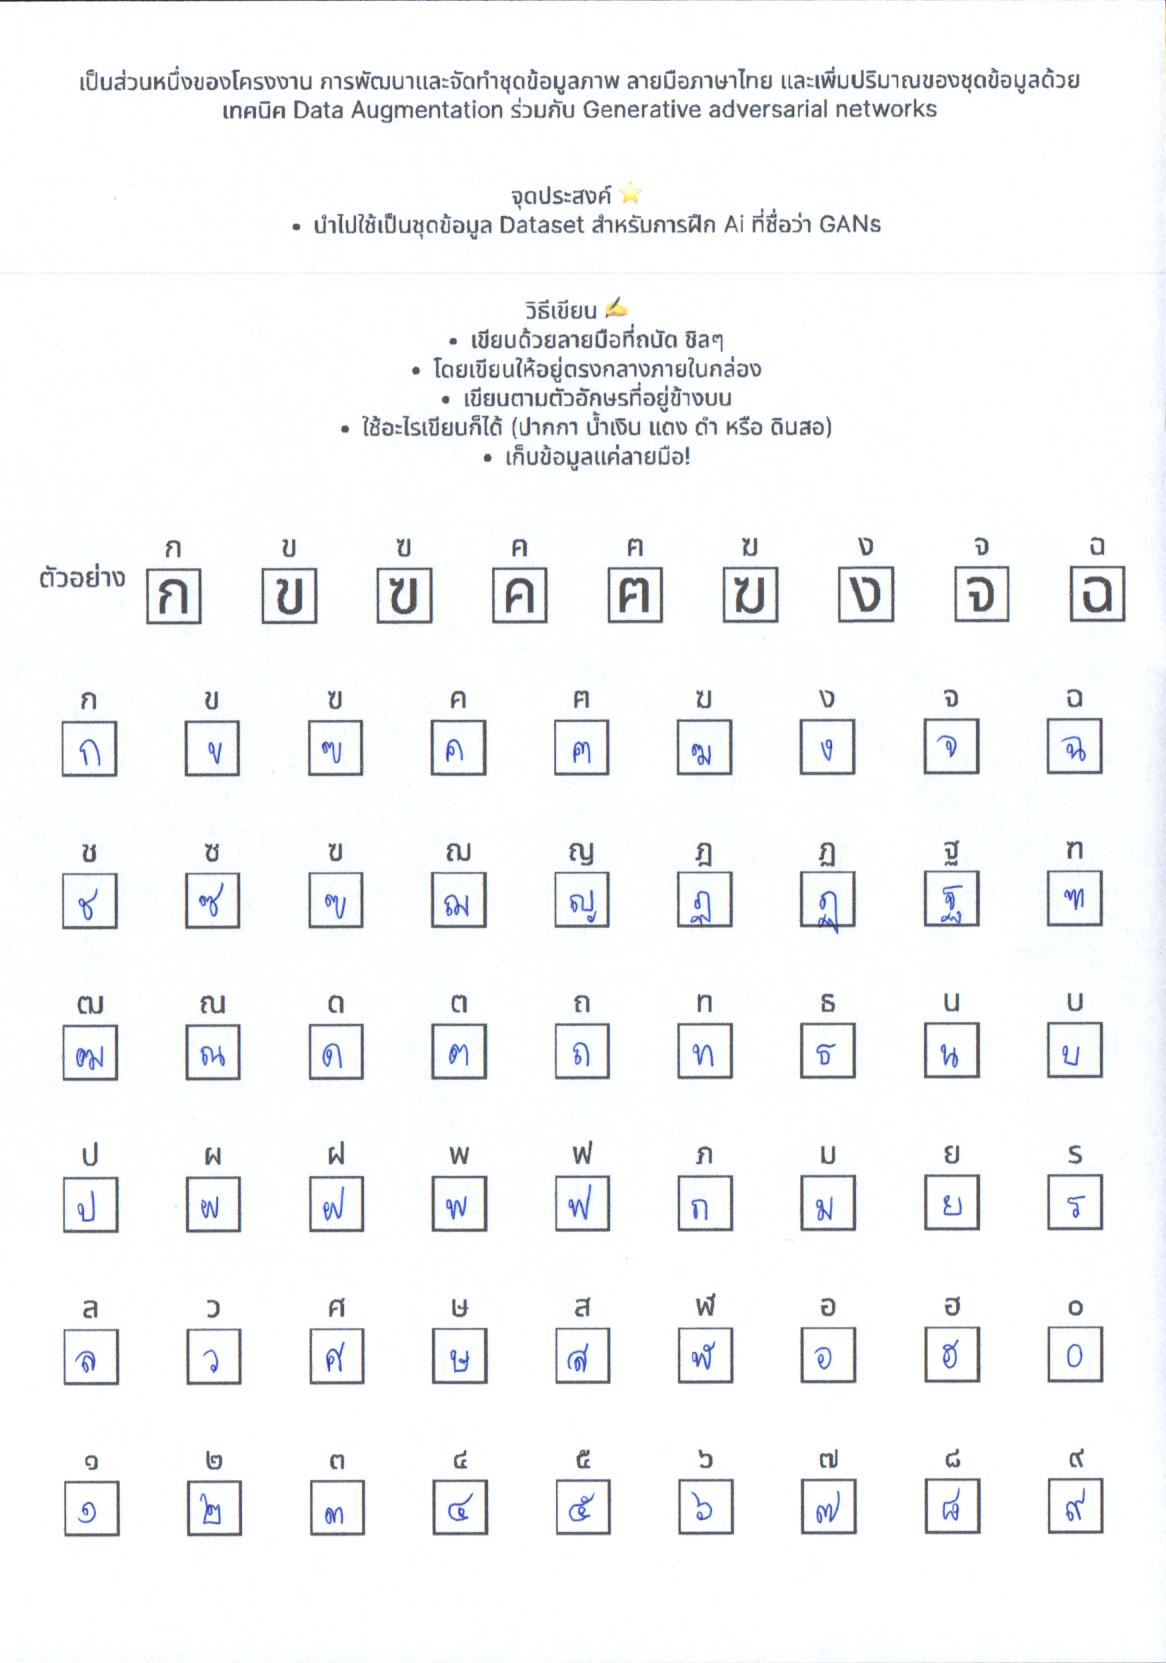 เป็นส่วนหนึ่งของโครงงาน การพัฒนาและจัดทำชุดข้อมูลภาพ ลายมือภาษาไทย และเพิ่มปริมาณของชุดข้อมูลด้วย
เทคนิค Data Augmentation ร่วมกับ Generative adversarial networks
จุดประสงค์ ⭐
• นำไปใช้เป็นชุดข้อมูล Dataset สำหรับการฝึก Ai ที่ชื่อว่า GANs
วิธีเขียน ✍
• เขียนด้วยลายมือที่ถนัด ชิลๆ
• โดยเขียนให้อยู่ตรงกลางภายในกล่อง
• เขียนตามตัวอักษรที่อยู่ข้างบน
• ใช้อะไรเขียนก็ได้ (ปากกา น้ำเงิน แดง ดำ หรือ ดินสอ)
• เก็บข้อมูลแค่ลายมือ!
ก ข ฃ ค ฅ ฆ ง จ ฉ
ตัวอย่าง ก ข ฃ ค ฅ ฆ ง จ ฉ
ก ข ฃ ค ฅ ฆ ง จ ฉ
ก ข ฃ ค ฅ ฆ ง จ ฉ
ช ซ ฃ ฌ ญ ฎ ฏ ฐ ฑ
ช ซ ฃ ฌ ญ ฎ ฏ ฐ ฑ
ฒ ณ ด ต ถ ท ธ น บ
ฒ ณ ด ต ถ ท ธ น บ
ป ผ ฝ พ ฟ ภ ม ย ร
ป ผ ฝ พ ฟ ภ ม ย ร
ล ว ศ ษ ส ฬ อ ฮ ๐
ล ว ศ ษ ส ฬ อ ฮ ๐
๑ ๒ ๓ ๔ ๕ ๖ ๗ ๘ ๙
๑ ๒ ๓ ๔ ๕ ๖ ๗ ๘ ๙